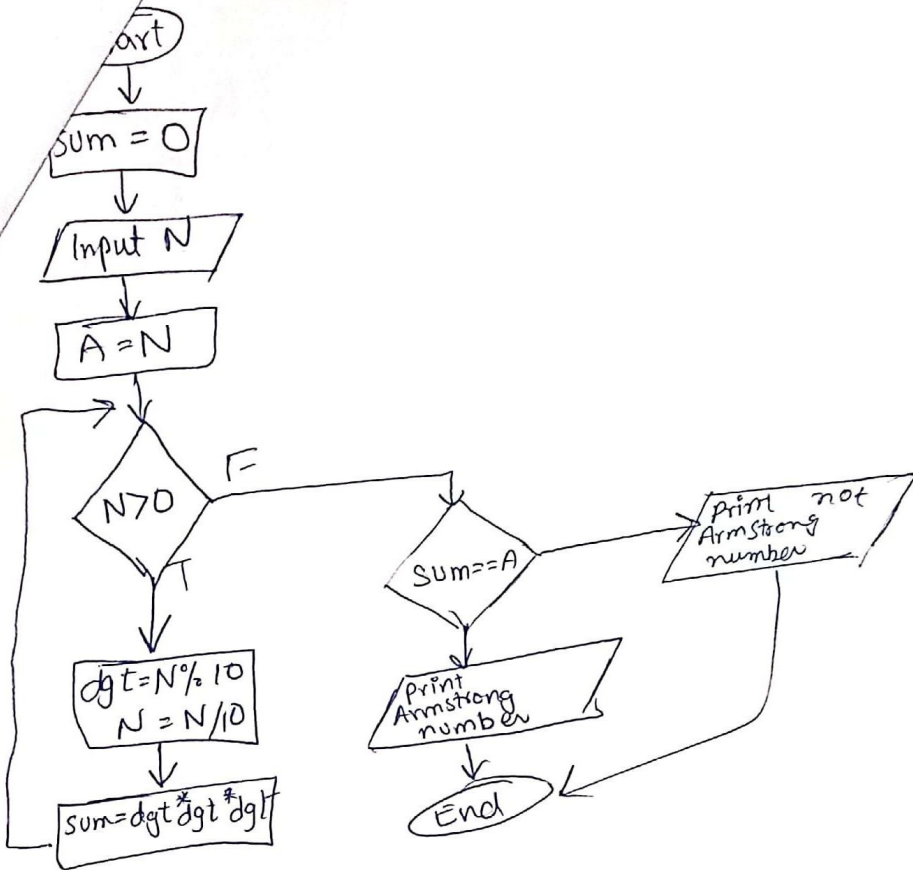 art
sum = 0
Input N
A = N
N>0
F
T
dgt=N%10
N = N/10
sum=dgt*dgt*dgt
sum==A
Print not
Armstrong
number
Print
Armstrong
number
End